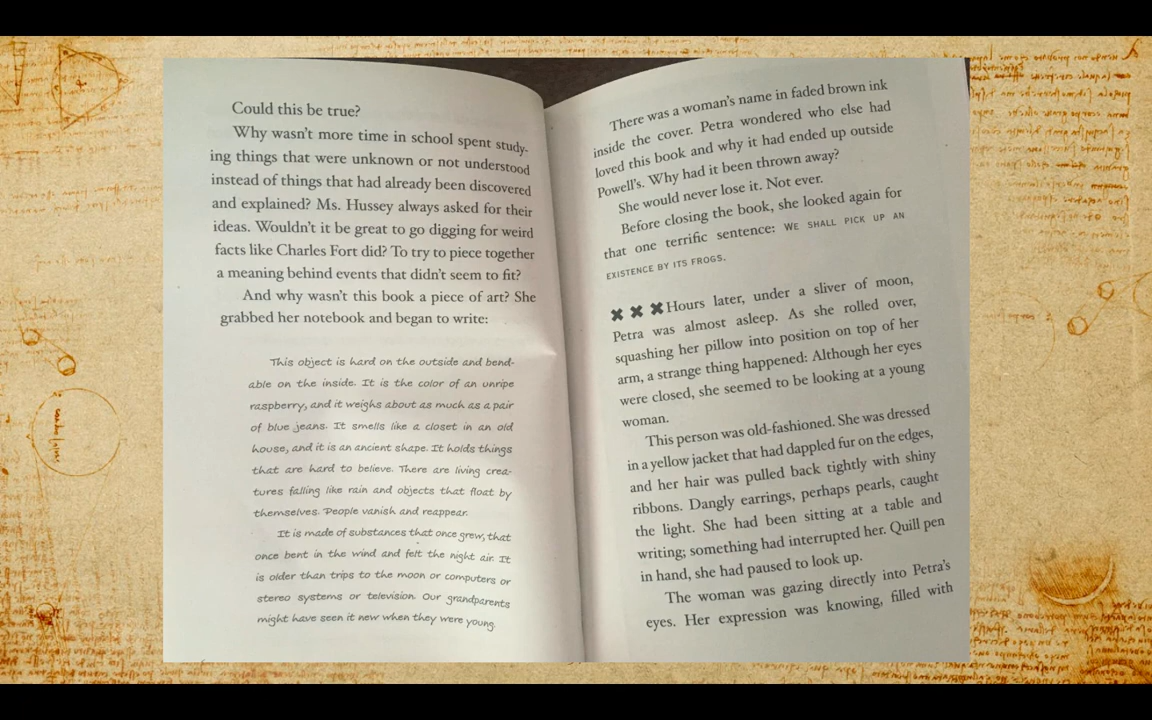 Could this be true?
Why wasn't more time in school spent study-
ing things that were unknown or not understood
instead of things that had already been discovered
and explained? Ms. Hussey always asked for their
ideas. Wouldn't it be great to go digging for weird
facts like Charles Fort did? To try to piece together
a meaning behind events that didn't seem to fit?
And why wasn't this book a piece of art? She
grabbed her notebook and began to write:
This object is hard on the outside and bend-
able on the inside. It is the color of an unripe
raspberry, and it weighs about as much as a pair
of blue jeans. It smells like a closet in an old
house, and it is an ancient shape. It holds things
that are hard to believe. There are living crea-
tures falling like rain and objects that float by
themselves. People vanish and reappear.
It is made of substances that once grew, that
once bent in the wind and felt the night air. It
is older than trips to the moon or computers or
stereo systems or television. Our grandparents
might have seen it new when they were young.
There was a woman's name in faded brown ink
inside the cover. Petra wondered who else had
loved this book and why it had ended up outside
Powell's. Why had it been thrown away?
She would never lose it. Not ever.
Before closing the book, she looked again for
that one terrific sentence: WE SHALL PICK UP AN
EXISTENCE BY ITS FROGS.
Hours later, under a sliver of moon,
Petra was almost asleep. As she rolled over,
squashing her pillow into position on top of her
arm, a strange thing happened: Although her eyes
were closed, she seemed to be looking at a young
woman.
This person was old-fashioned. She was dressed
in a yellow jacket that had dappled fur on the edges,
and her hair was pulled back tightly with shiny
ribbons. Dangly earrings, perhaps pearls, caught
the light. She had been sitting at a table and
writing; something had interrupted her. Quill pen
in hand, she had paused to look up.
The woman was gazing directly into Petra's
eyes. Her expression was knowing, filled with